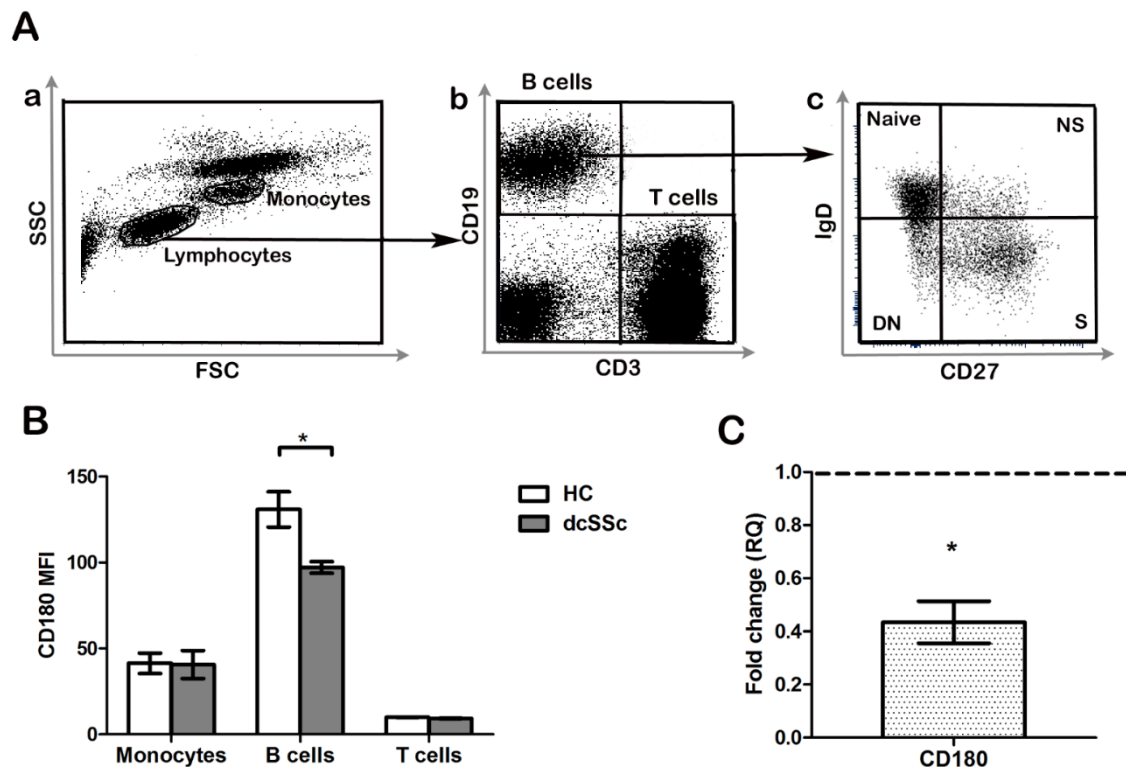 A
a
SSC
Monocytes
Lymphocytes
FSC
b
B cells
T cells
CD19
CD3
c
Naive
NS
IgD
DN
S
CD27
B
*
150
100
50
0
CD180 MFI
Monocytes
B cells
T cells
HC
dcSSc
C
1.0
0.8
0.6
0.4
0.2
0.0
Fold change (RQ)
*
CD180